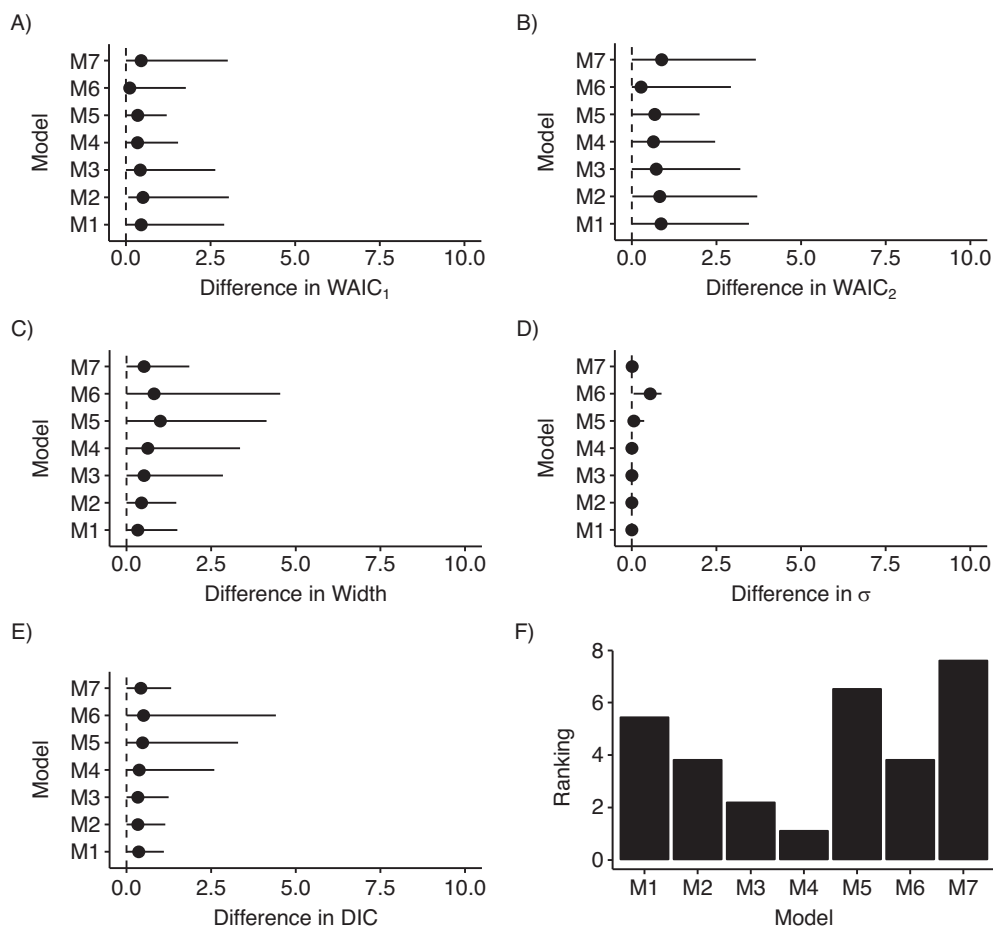 A)
Model
M7
M6
M5
M4
M3
M2
M1
0.0 2.5 5.0 7.5 10.0
Difference in WAIC₁
B)
Model
M7
M6
M5
M4
M3
M2
M1
0.0 2.5 5.0 7.5 10.0
Difference in WAIC₂
C)
Model
M7
M6
M5
M4
M3
M2
M1
0.0 2.5 5.0 7.5 10.0
Difference in Width
D)
Model
M7
M6
M5
M4
M3
M2
M1
0.0 2.5 5.0 7.5 10.0
Difference in σ
E)
Model
M7
M6
M5
M4
M3
M2
M1
0.0 2.5 5.0 7.5 10.0
Difference in DIC
F)
Ranking
8
6
4
2
0
M1 M2 M3 M4 M5 M6 M7
Model